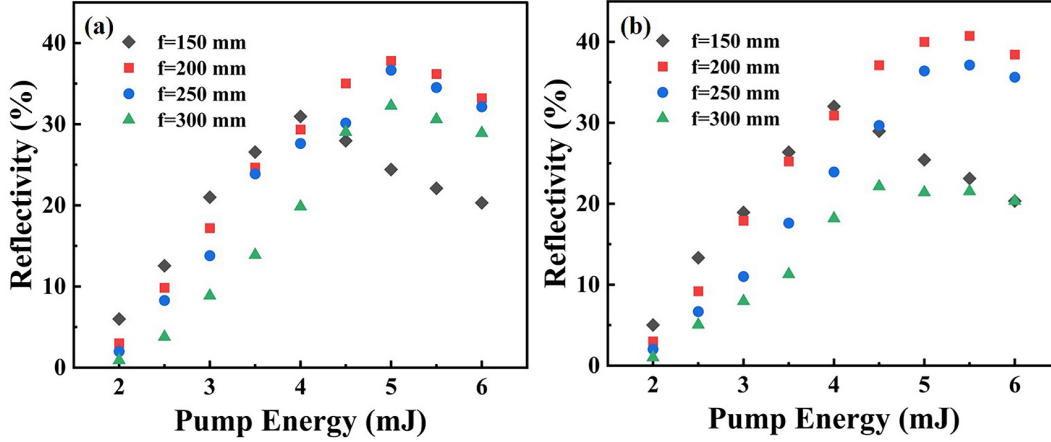 (a)
f=150 mm
f=200 mm
f=250 mm
f=300 mm
Reflectivity (%)
40
30
20
10
0
2 3 4 5 6
Pump Energy (mJ)
(b)
f=150 mm
f=200 mm
f=250 mm
f=300 mm
Reflectivity (%)
40
30
20
10
0
2 3 4 5 6
Pump Energy (mJ)